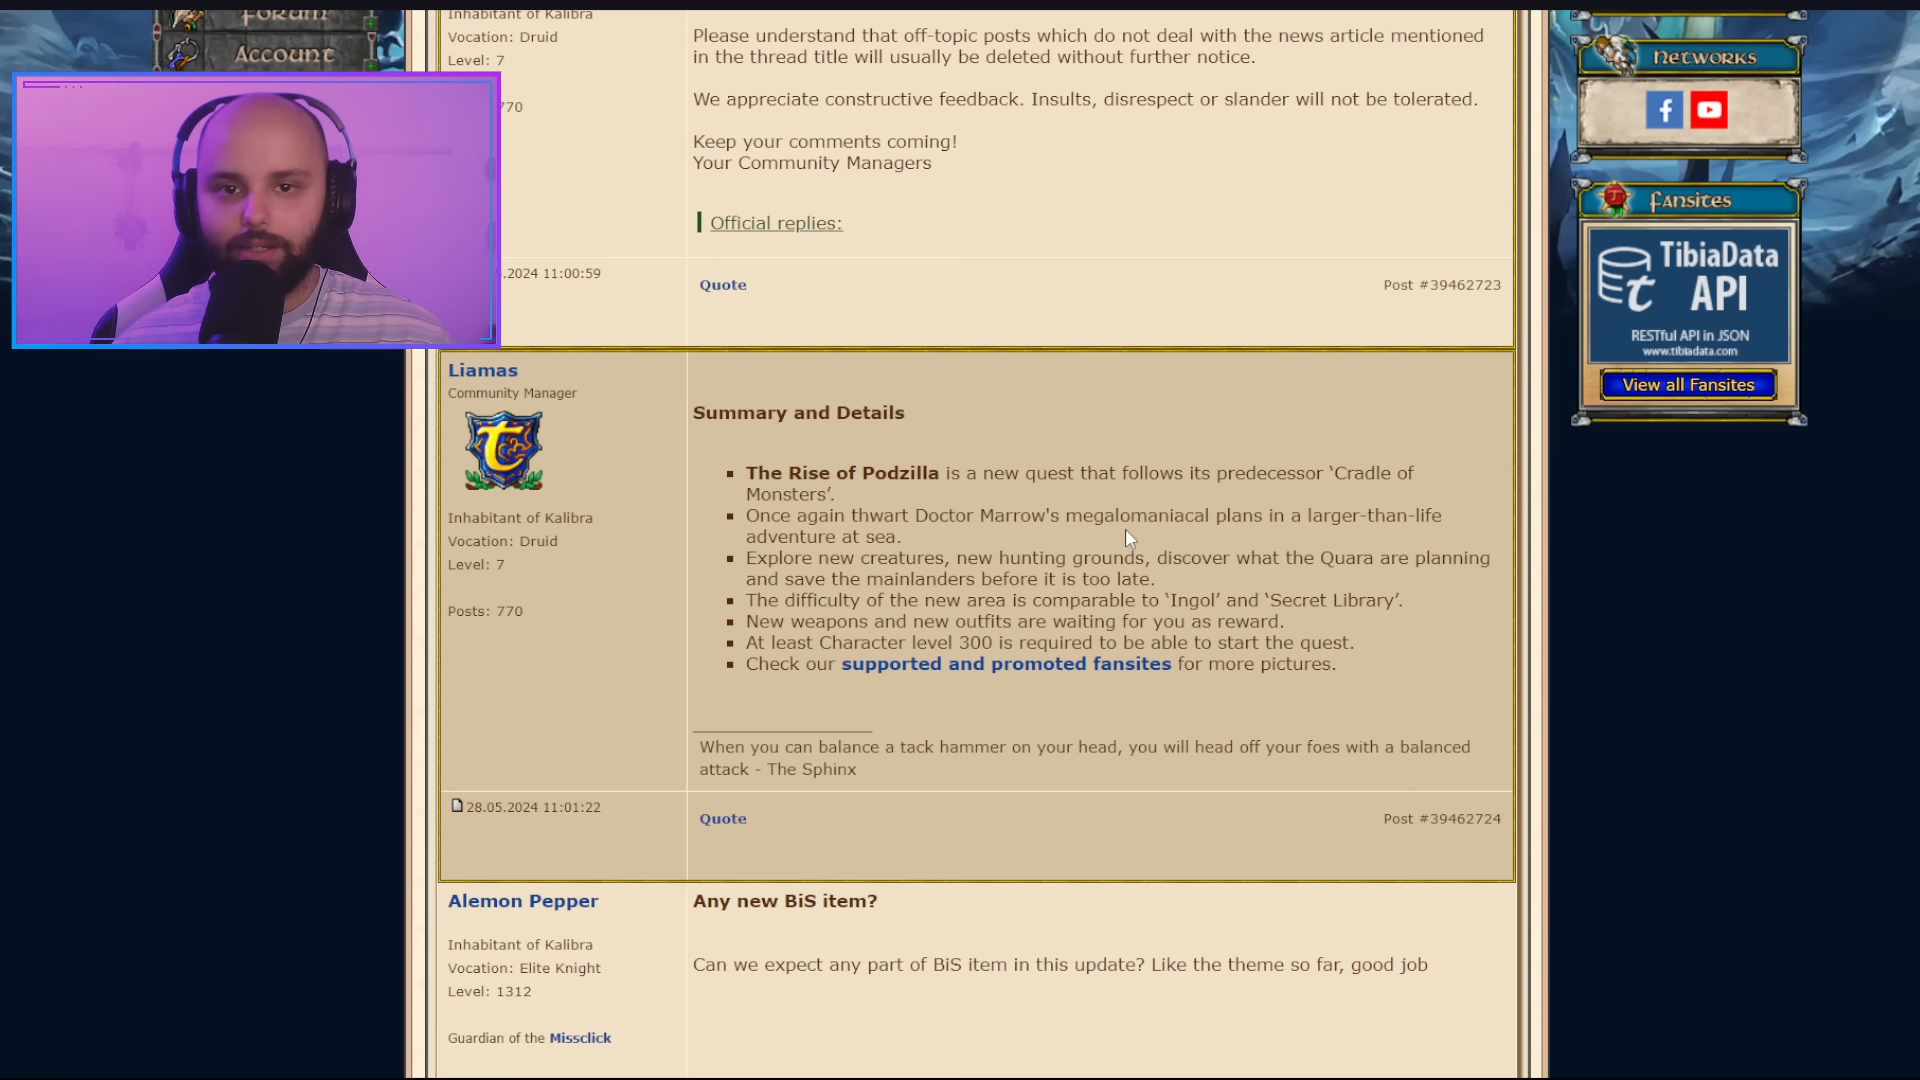 Forum
Account
Inhabitant of Kalibra
Vocation: Druid
Level: 7
770
Please understand that off-topic posts which do not deal with the news article mentioned
in the thread title will usually be deleted without further notice.
We appreciate constructive feedback. Insults, disrespect or slander will not be tolerated.
Keep your comments coming!
Your Community Managers
Official replies:
.2024 11:00:59
Quote
Post #39462723
Liamas
Community Manager
Inhabitant of Kalibra
Vocation: Druid
Level: 7
Posts: 770
Summary and Details
▪ The Rise of Podzilla is a new quest that follows its predecessor ‘Cradle of
Monsters’.
▪ Once again thwart Doctor Marrow's megalomaniacal plans in a larger-than-life
adventure at sea.
▪ Explore new creatures, new hunting grounds, discover what the Quara are planning
and save the mainlanders before it is too late.
▪ The difficulty of the new area is comparable to ‘Ingol’ and ‘Secret Library’.
▪ New weapons and new outfits are waiting for you as reward.
▪ At least Character level 300 is required to be able to start the quest.
▪ Check our supported and promoted fansites for more pictures.
When you can balance a tack hammer on your head, you will head off your foes with a balanced
attack - The Sphinx
28.05.2024 11:01:22
Quote
Post #39462724
Alemon Pepper
Inhabitant of Kalibra
Vocation: Elite Knight
Level: 1312
Guardian of the Missclick
Any new BiS item?
Can we expect any part of BiS item in this update? Like the theme so far, good job
Networks
Fansites
TibiaData
API
RESTful API in JSON
www.tibiadata.com
View all Fansites